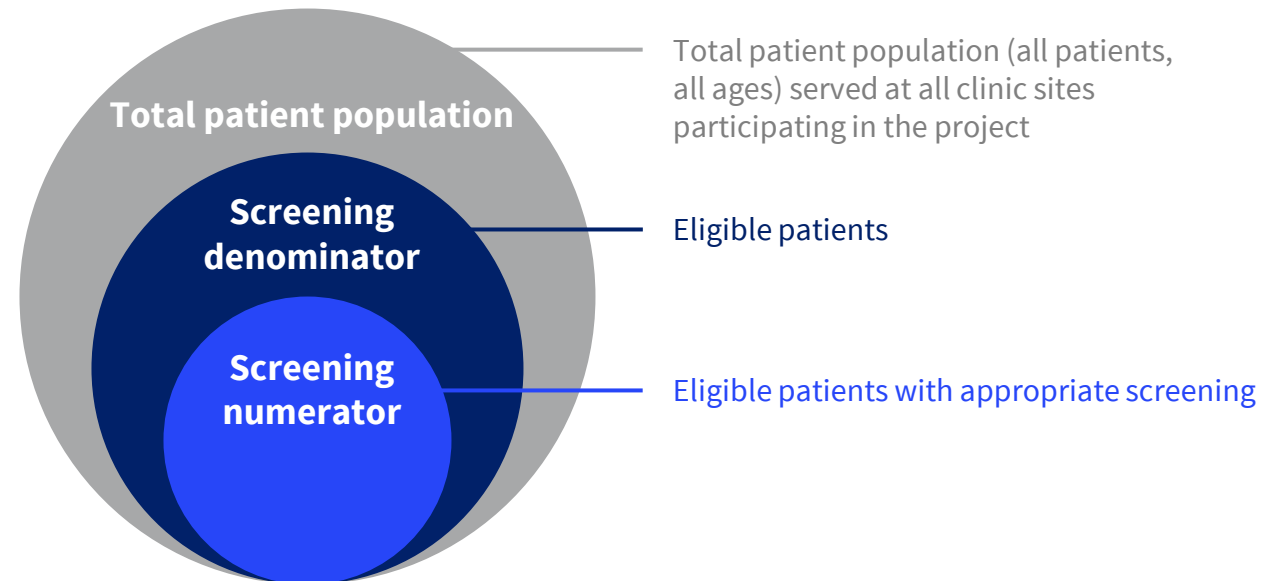 Total patient population
Total patient population (all patients,
all ages) served at all clinic sites
participating in the project
Screening
denominator
Eligible patients
Screening
numerator
Eligible patients with appropriate screening